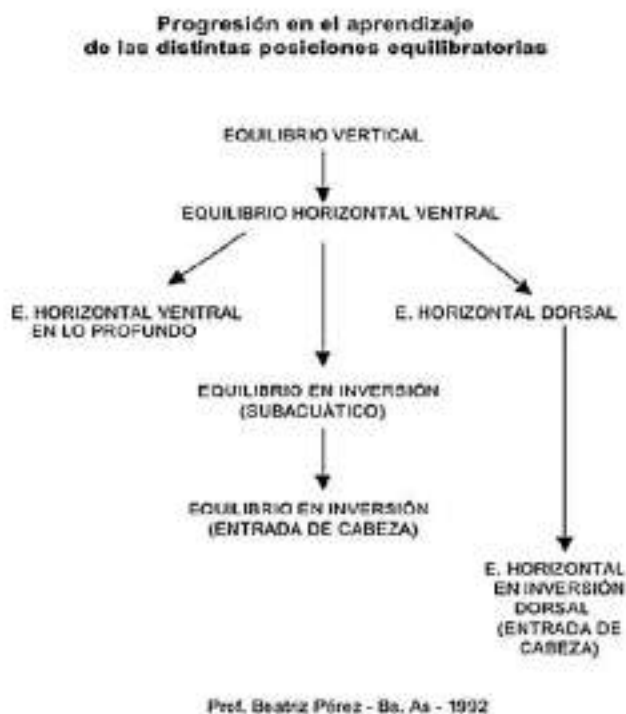 Progresión en el aprendizaje
de las distintas posiciones equilibratorias
EQUILIBRIO VERTICAL
EQUILIBRIO HORIZONTAL VENTRAL
E. HORIZONTAL VENTRAL
EN LO PROFUNDO
E. HORIZONTAL DORSAL
EQUILIBRIO EN INVERSIÓN
(SUBACUÁTICO)
EQUILIBRIO EN INVERSIÓN
(ENTRADA DE CABEZA)
E. HORIZONTAL
EN INVERSIÓN
DORSAL
(ENTRADA DE
CABEZA)
Prof. Beatriz Pérez - Bs. As - 1992